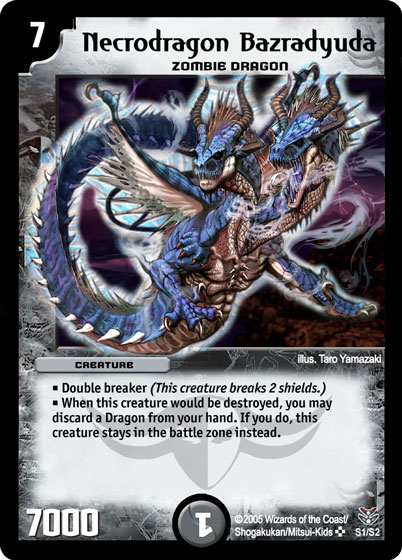 7
Necrodragon Bazradyuda
ZOMBIE DRAGON
illus. Taro Yamazaki
CREATURE
▪ Double breaker (This creature breaks 2 shields.)
▪ When this creature would be destroyed, you may
discard a Dragon from your hand. If you do, this
creature stays in the battle zone instead.
7000
1
©2005 Wizards of the Coast/
Shogakukan/Mitsui-Kids
S1/S2